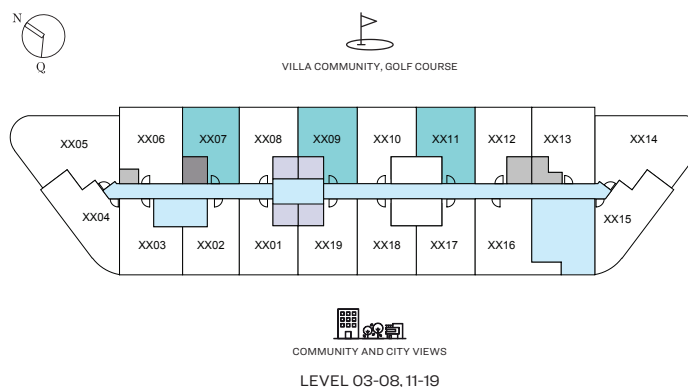 N
Q
VILLA COMMUNITY, GOLF COURSE
XX05
XX06
XX07
XX08
XX09
XX10
XX11
XX12
XX13
XX14
XX04
XX03
XX02
XX01
XX19
XX18
XX17
XX16
XX15
COMMUNITY AND CITY VIEWS
LEVEL 03-08, 11-19